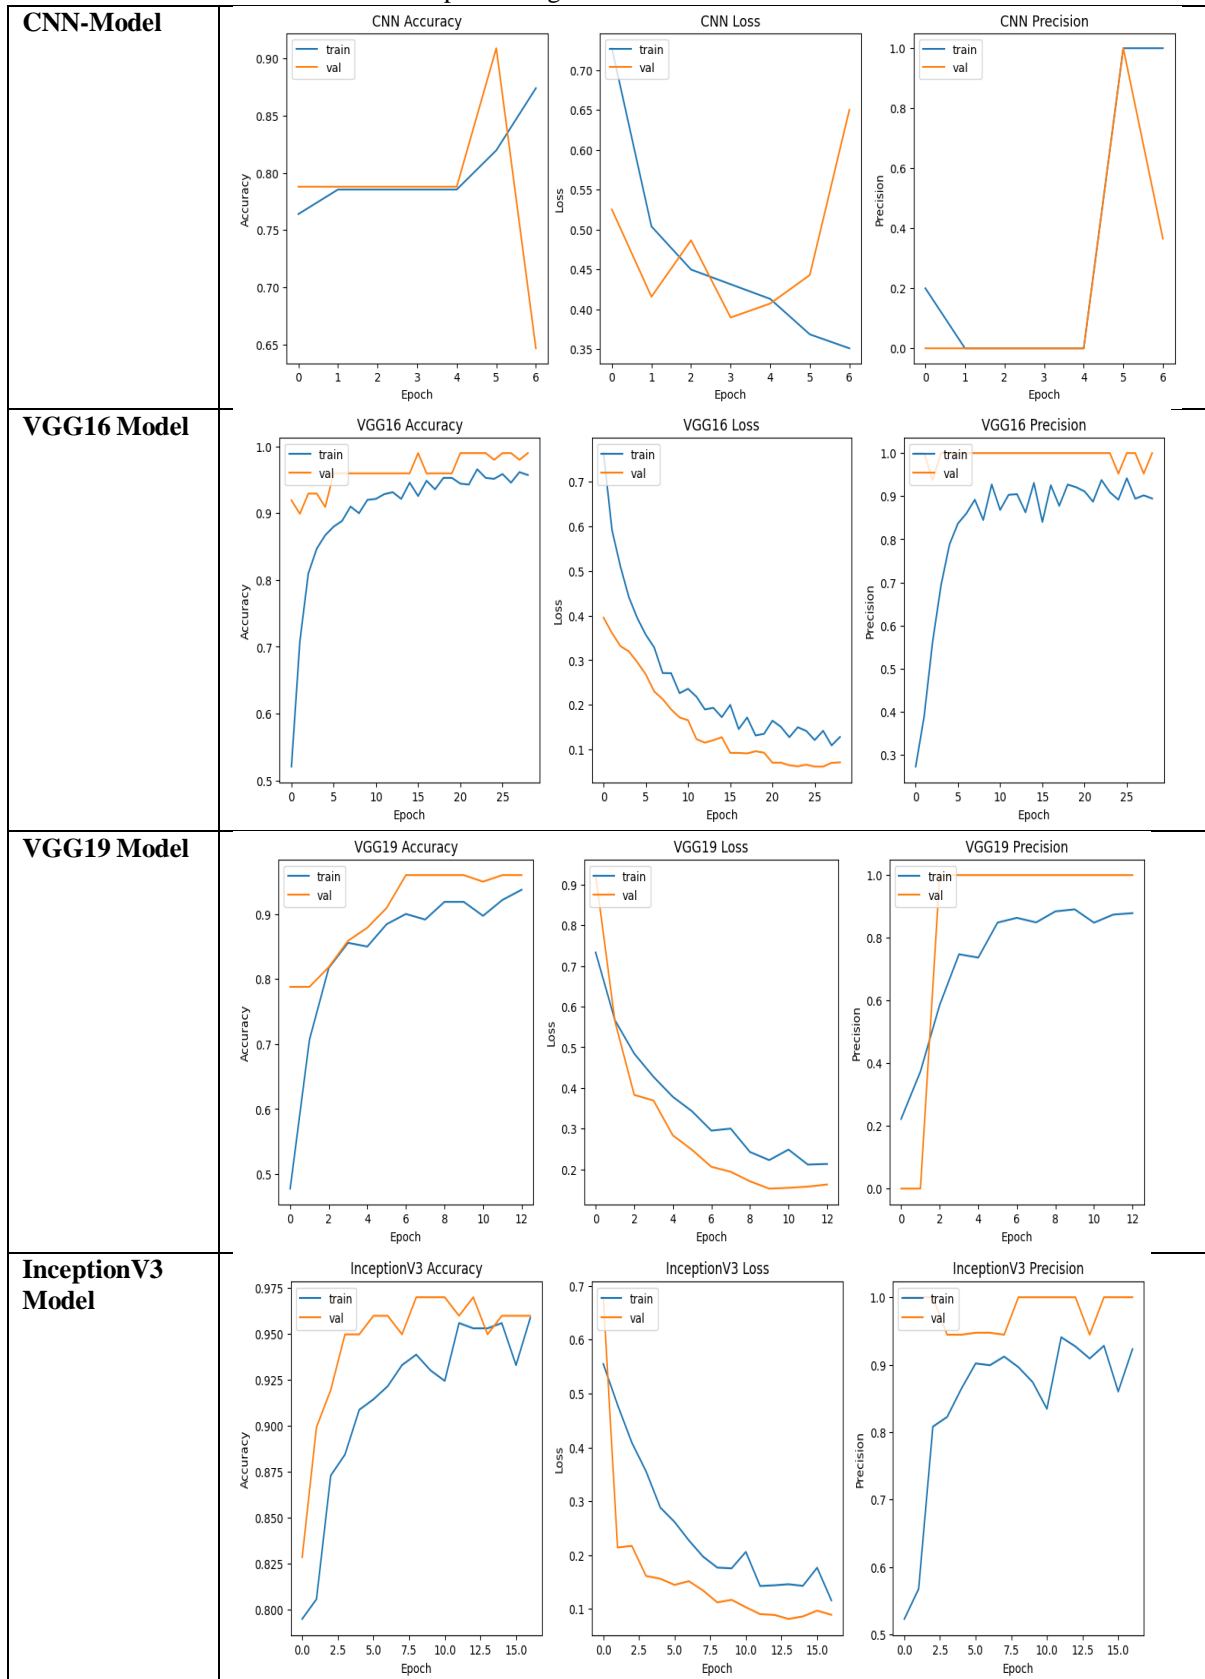 CNN-Model
CNN Accuracy
train
val
0.90
0.85
0.80
0.75
0.70
0.65
Accuracy
0 1 2 3 4 5 6
Epoch
CNN Loss
train
val
0.70
0.65
0.60
0.55
0.50
0.45
0.40
0.35
Loss
0 1 2 3 4 5 6
Epoch
CNN Precision
train
val
1.0
0.8
0.6
0.4
0.2
0.0
Precision
0 1 2 3 4 5 6
Epoch
VGG16 Model
VGG16 Accuracy
train
val
1.0
0.9
0.8
0.7
0.6
0.5
Accuracy
0 5 10 15 20 25
Epoch
VGG16 Loss
train
val
0.7
0.6
0.5
0.4
0.3
0.2
0.1
Loss
0 5 10 15 20 25
Epoch
VGG16 Precision
train
val
1.0
0.9
0.8
0.7
0.6
0.5
0.4
0.3
Precision
0 5 10 15 20 25
Epoch
VGG19 Model
VGG19 Accuracy
train
val
0.9
0.8
0.7
0.6
0.5
Accuracy
0 2 4 6 8 10 12
Epoch
VGG19 Loss
train
val
0.9
0.8
0.7
0.6
0.5
0.4
0.3
0.2
Loss
0 2 4 6 8 10 12
Epoch
VGG19 Precision
train
val
1.0
0.8
0.6
0.4
0.2
0.0
Precision
0 2 4 6 8 10 12
Epoch
InceptionV3
Model
InceptionV3 Accuracy
train
val
0.975
0.950
0.925
0.900
0.875
0.850
0.825
0.800
Accuracy
0.0 2.5 5.0 7.5 10.0 12.5 15.0
Epoch
InceptionV3 Loss
train
val
0.7
0.6
0.5
0.4
0.3
0.2
0.1
Loss
0.0 2.5 5.0 7.5 10.0 12.5 15.0
Epoch
InceptionV3 Precision
train
val
1.0
0.9
0.8
0.7
0.6
0.5
Precision
0.0 2.5 5.0 7.5 10.0 12.5 15.0
Epoch